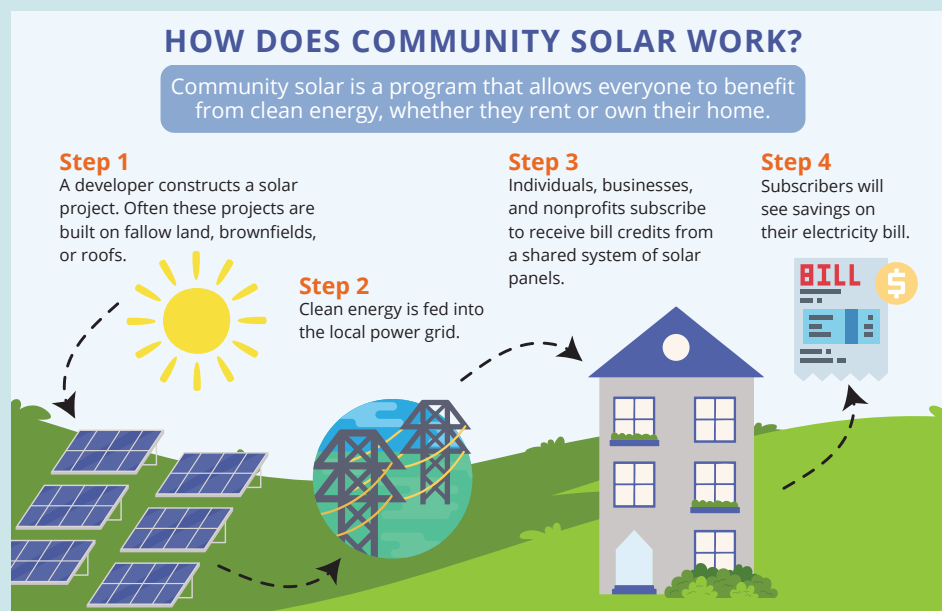 HOW DOES COMMUNITY SOLAR WORK?
Community solar is a program that allows everyone to benefit
from clean energy, whether they rent or own their home.
Step 1
A developer constructs a solar
project. Often these projects are
built on fallow land, brownfields,
or roofs.
Step 2
Clean energy is fed into
the local power grid.
Step 3
Individuals, businesses,
and nonprofits subscribe
to receive bill credits from
a shared system of solar
panels.
Step 4
Subscribers will
see savings on
their electricity bill.
BILL
$